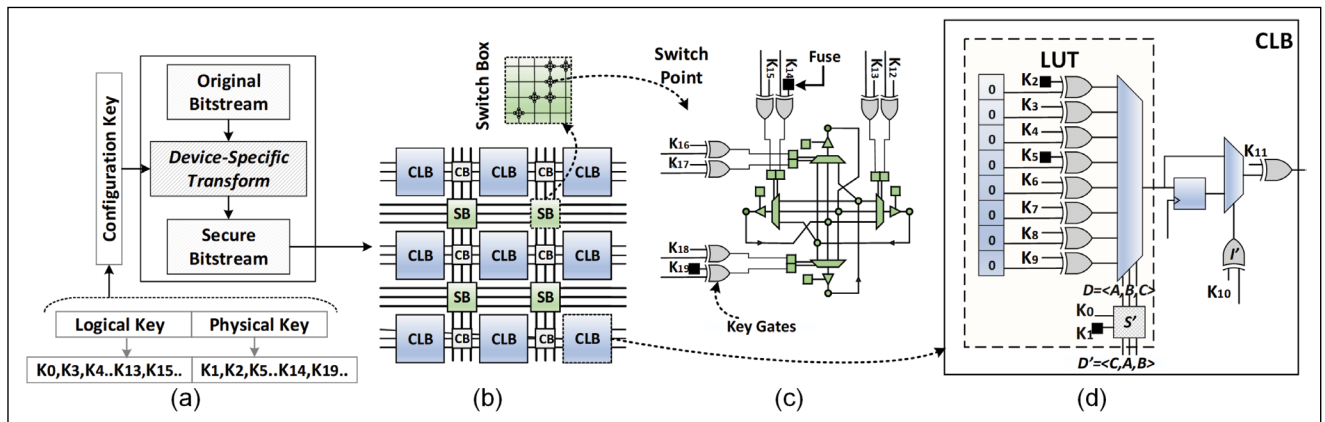 Original
Bitstream
Device-Specific
Transform
Secure
Bitstream
Configuration Key
Logical Key
Physical Key
K0,K3,K4..K13,K15..
K1,K2,K5..K14,K19..
(a)
Switch Box
CLB
CB
CLB
CB
CLB
SB
SB
CLB
CB
CLB
CB
CLB
SB
SB
CLB
CB
CLB
CB
CLB
(b)
Switch
Point
K15
K14
Fuse
K13
K12
K16
K17
K18
K19
Key Gates
(c)
CLB
LUT
0
K2
0
K3
0
K4
0
K5
0
K6
0
K7
0
K8
0
K9
K11
I'
K10
D=<A,B,C>
K0
K1
S'
D'=<C,A,B>
(d)